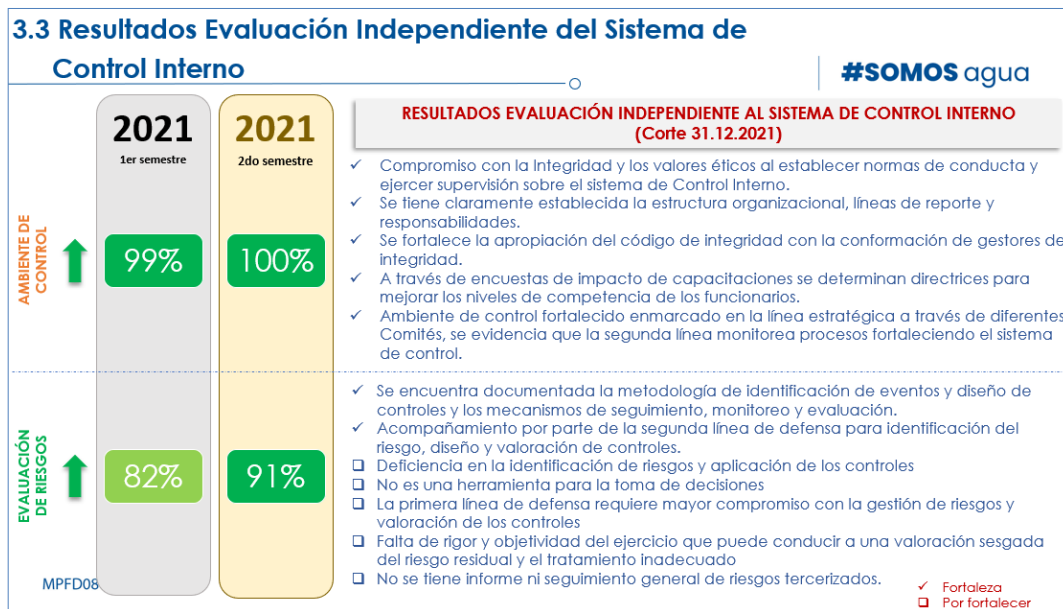 3.3 Resultados Evaluación Independiente del Sistema de
Control Interno
#SOMOS agua
2021
1er semestre
2021
2do semestre
RESULTADOS EVALUACIÓN INDEPENDIENTE AL SISTEMA DE CONTROL INTERNO
(Corte 31.12.2021)
AMBIENTE DE
CONTROL
99%
100%
✓ Compromiso con la Integridad y los valores éticos al establecer normas de conducta y
ejercer supervisión sobre el sistema de Control Interno.
✓ Se tiene claramente establecida la estructura organizacional, líneas de reporte y
responsabilidades.
✓ Se fortalece la apropiación del código de integridad con la conformación de gestores de
integridad.
✓ A través de encuestas de impacto de capacitaciones se determinan directrices para
mejorar los niveles de competencia de los funcionarios.
✓ Ambiente de control fortalecido enmarcado en la línea estratégica a través de diferentes
Comités, se evidencia que la segunda línea monitorea procesos fortaleciendo el sistema
de control.
EVALUACIÓN
DE RIESGOS
82%
91%
✓ Se encuentra documentada la metodología de identificación de eventos y diseño de
controles y los mecanismos de seguimiento, monitoreo y evaluación.
✓ Acompañamiento por parte de la segunda línea de defensa para identificación del
riesgo, diseño y valoración de controles.
❑ Deficiencia en la identificación de riesgos y aplicación de los controles
❑ No es una herramienta para la toma de decisiones
❑ La primera línea de defensa requiere mayor compromiso con la gestión de riesgos y
valoración de los controles
❑ Falta de rigor y objetividad del ejercicio que puede conducir a una valoración sesgada
del riesgo residual y el tratamiento inadecuado
❑ No se tiene informe ni seguimiento general de riesgos tercerizados.
MPFD08
✓ Fortaleza
❑ Por fortalecer